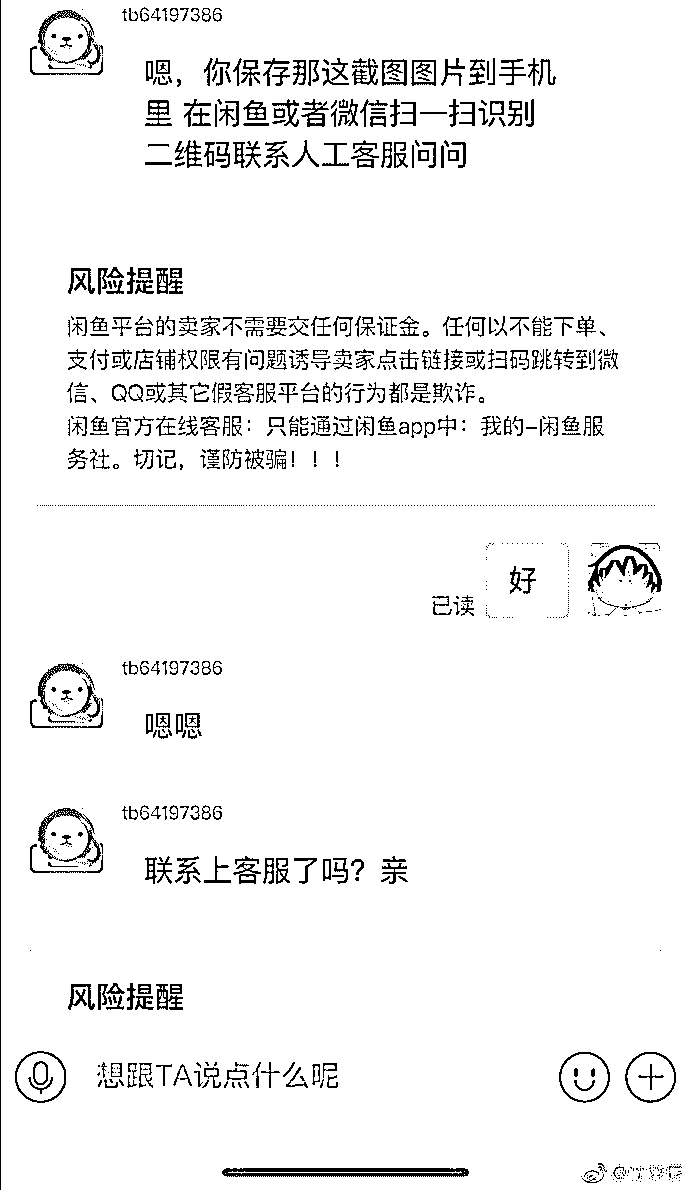 tb64197386
嗯，你保存那这截图图片到手机
里 在闲鱼或者微信扫一扫识别
二维码联系人工客服问问
风险提醒
闲鱼平台的卖家不需要交任何保证金。任何以不能下单、
支付或店铺权限有问题诱导卖家点击链接或扫码跳转到微
信、QQ或其它假客服平台的行为都是欺诈。
闲鱼官方在线客服：只能通过闲鱼app中：我的-闲鱼服
务社。切记，谨防被骗！！！
好
已读
tb64197386
嗯嗯
tb64197386
联系上客服了吗？亲
风险提醒
想跟TA说点什么呢